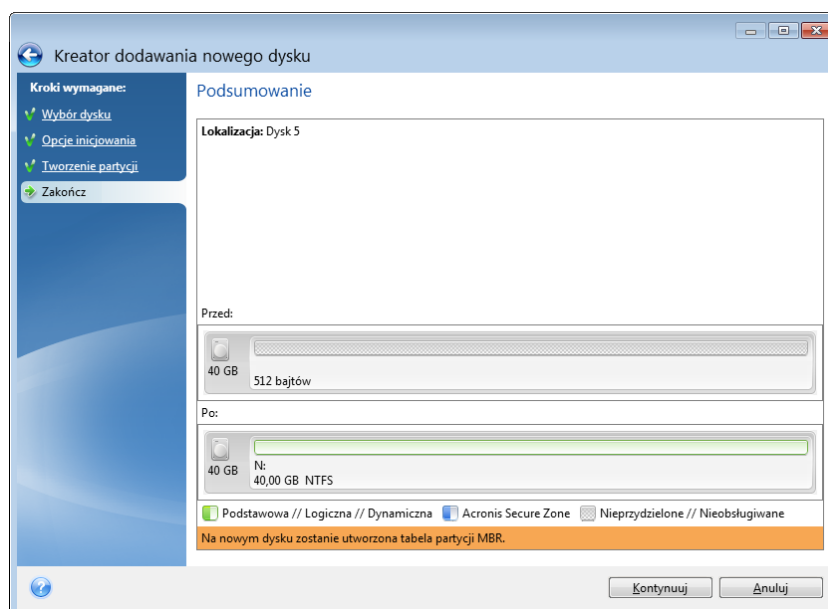 Kreator dodawania nowego dysku
Kroki wymagane:
Wybór dysku
Opcje inicjowania
Tworzenie partycji
Zakończ
Podsumowanie
Lokalizacja: Dysk 5
Przed:
40 GB
512 bajtów
Po:
40 GB
N:
40,00 GB NTFS
Podstawowa // Logiczna // Dynamiczna Acronis Secure Zone Nieprzydzielone // Nieobsługiwane
Na nowym dysku zostanie utworzona tabela partycji MBR.
?
Kontynuuj Anuluj